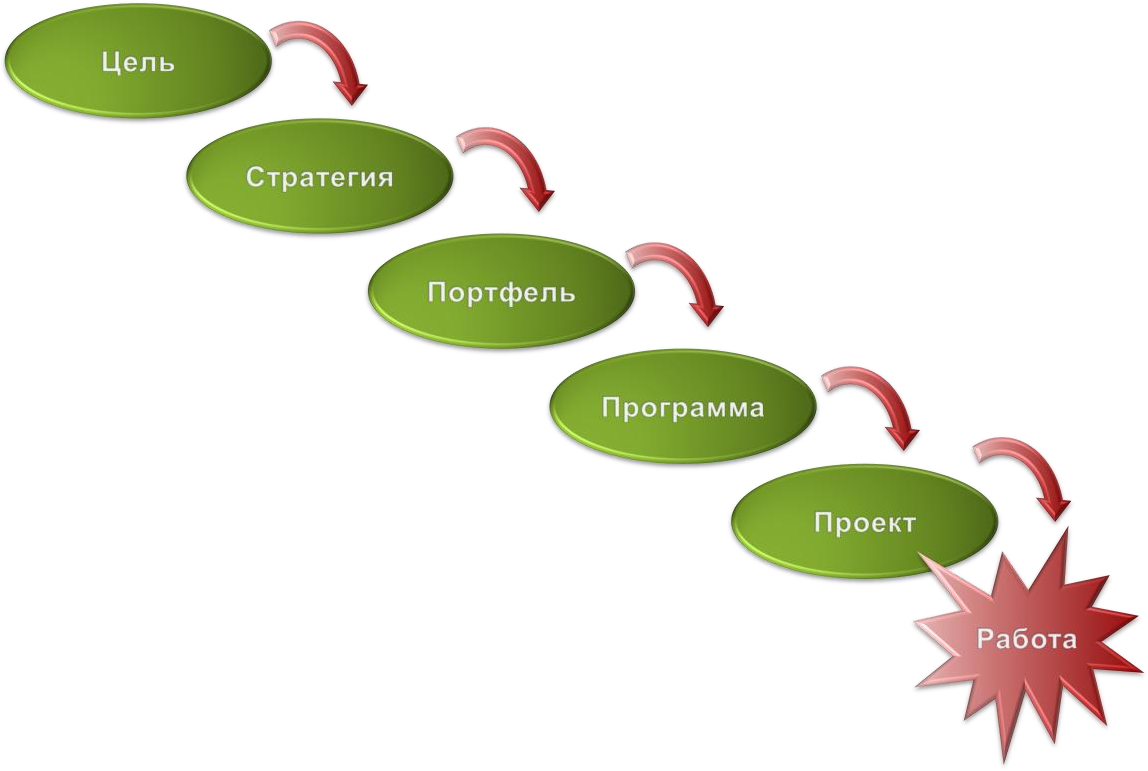 Цель
Стратегия
Портфель
Программа
Проект
Работа